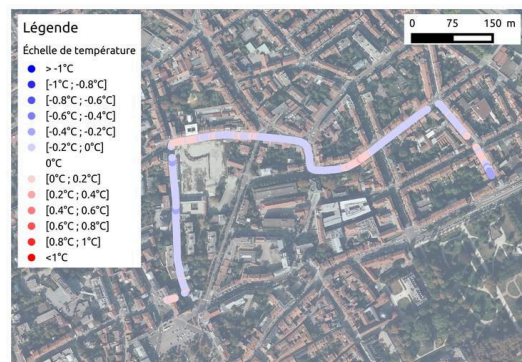 Légende
Échelle de température
> -1°C
[-1°C ; -0.8°C]
[-0.8°C ; -0.6°C]
[-0.6°C ; -0.4°C]
[-0.4°C ; -0.2°C]
[-0.2°C ; 0°C]
0°C
[0°C ; 0.2°C]
[0.2°C ; 0.4°C]
[0.4°C ; 0.6°C]
[0.6°C ; 0.8°C]
[0.8°C ; 1°C]
<1°C
0 75 150 m